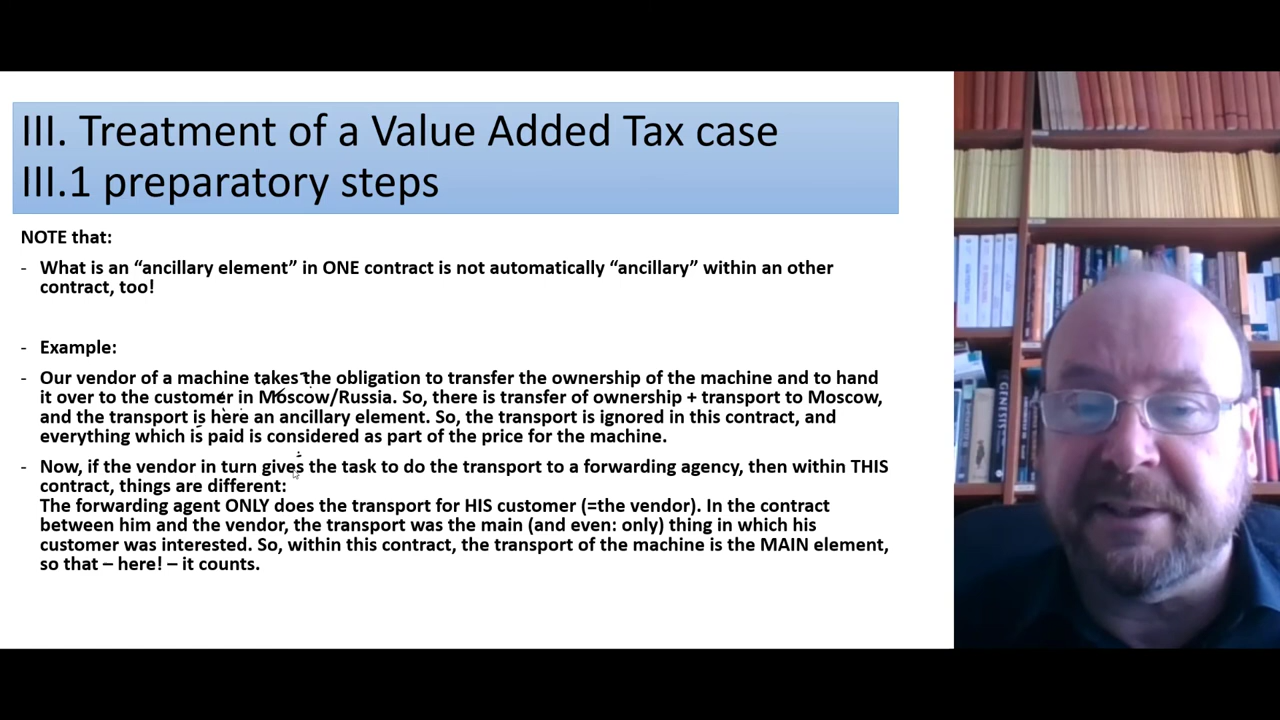 III. Treatment of a Value Added Tax case
III.1 preparatory steps
NOTE that:
- What is an “ancillary element” in ONE contract is not automatically “ancillary” within an other
contract, too!
- Example:
- Our vendor of a machine takes the obligation to transfer the ownership of the machine and to hand
it over to the customer in Moscow/Russia. So, there is transfer of ownership + transport to Moscow,
and the transport is here an ancillary element. So, the transport is ignored in this contract, and
everything which is paid is considered as part of the price for the machine.
- Now, if the vendor in turn gives the task to do the transport to a forwarding agency, then within THIS
contract, things are different:
The forwarding agent ONLY does the transport for HIS customer (=the vendor). In the contract
between him and the vendor, the transport was the main (and even: only) thing in which his
customer was interested. So, within this contract, the transport of the machine is the MAIN element,
so that – here! – it counts.
GENESIS